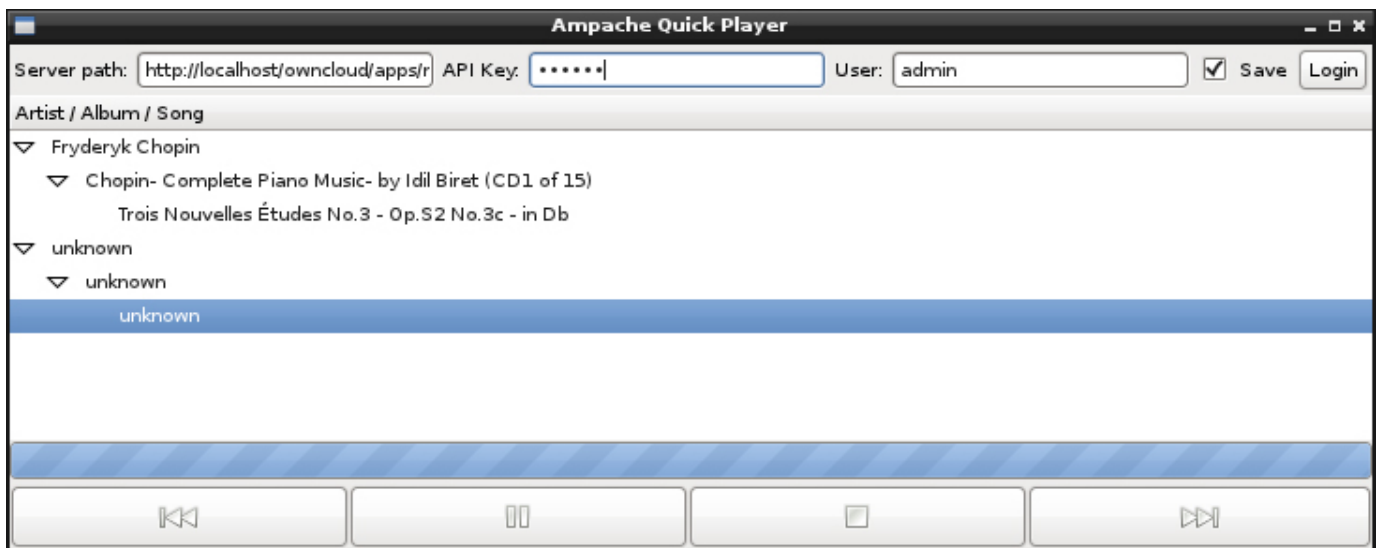 Ampache Quick Player
Server path: http://localhost/owncloud/apps/r API Key: •••••• User: admin Save Login
Artist / Album / Song
Fryderyk Chopin
Chopin- Complete Piano Music- by Idil Biret (CD1 of 15)
Trois Nouvelles Études No.3 - Op.S2 No.3c - in Db
unknown
unknown
unknown